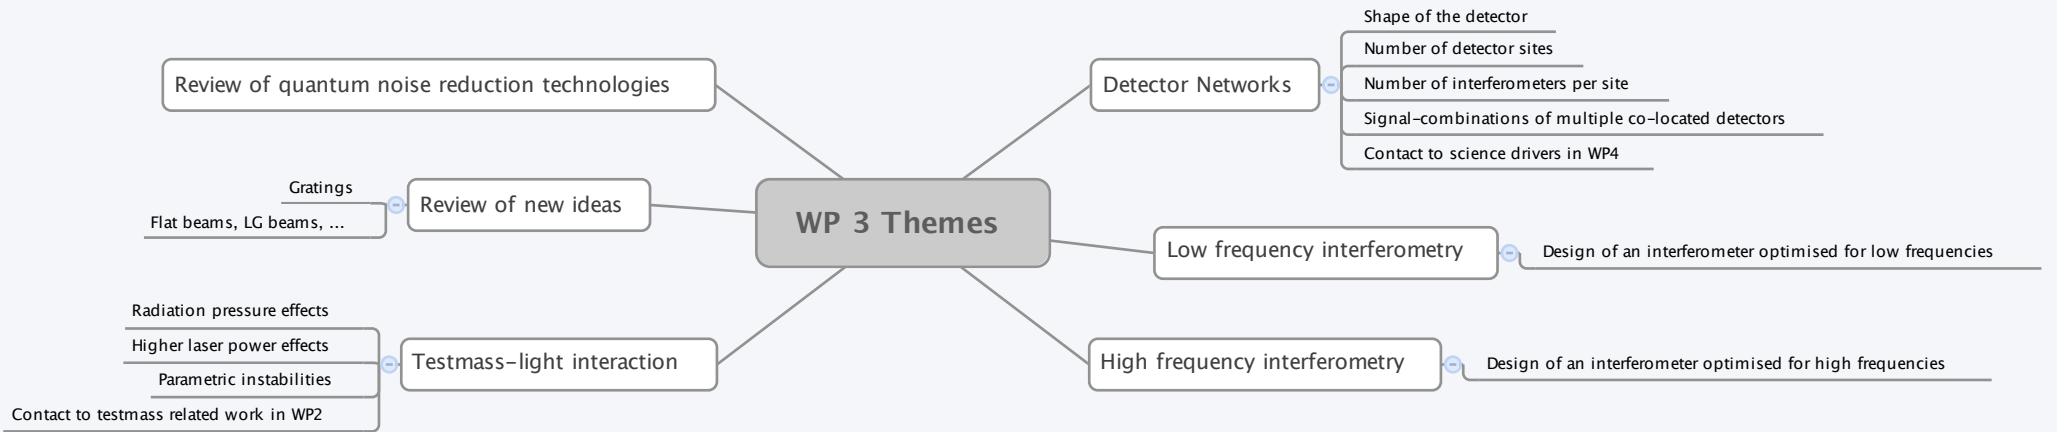 Review of quantum noise reduction technologies
Review of new ideas
Gratings
Flat beams, LG beams, ...
Testmass-light interaction
Radiation pressure effects
Higher laser power effects
Parametric instabilities
Contact to testmass related work in WP2
WP 3 Themes
Detector Networks
Shape of the detector
Number of detector sites
Number of interferometers per site
Signal-combinations of multiple co-located detectors
Contact to science drivers in WP4
Low frequency interferometry
Design of an interferometer optimised for low frequencies
High frequency interferometry
Design of an interferometer optimised for high frequencies